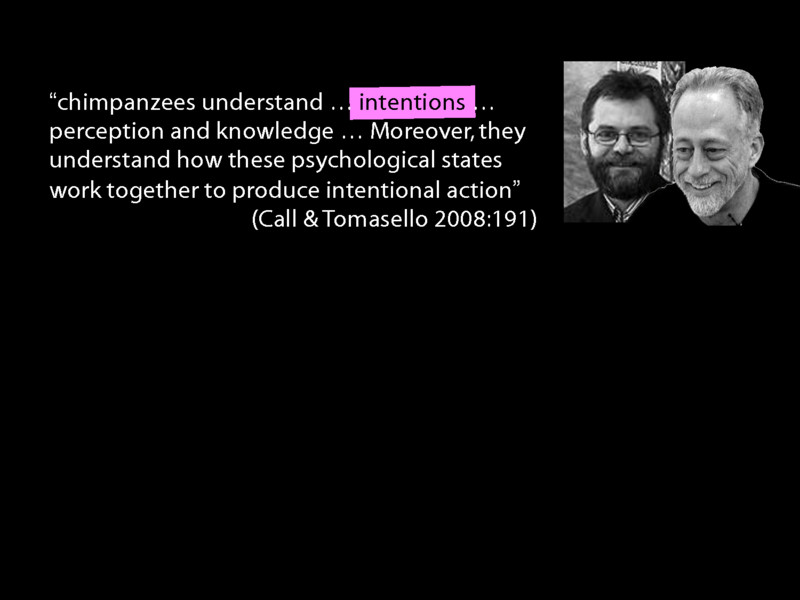 “chimpanzees understand … intentions …
perception and knowledge … Moreover, they
understand how these psychological states
work together to produce intentional action”
(Call & Tomasello 2008:191)